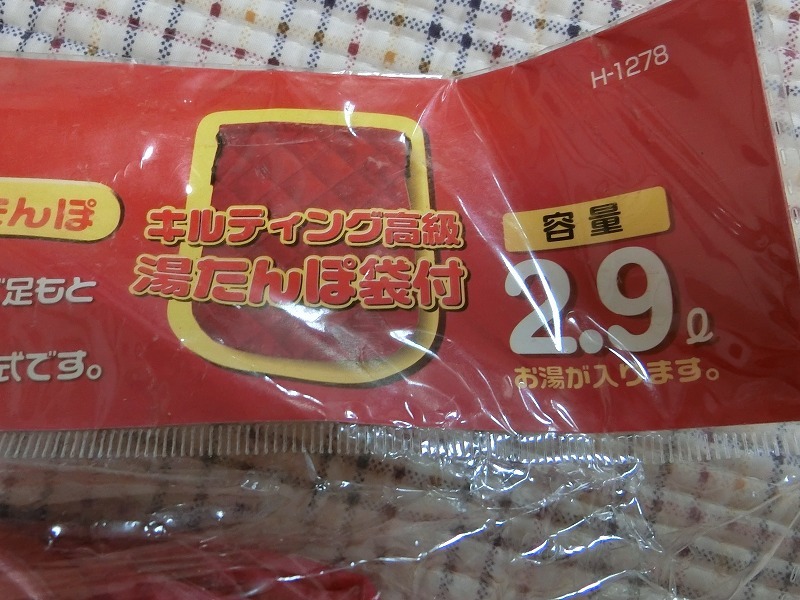 H-1278
たんぽ
足もと
式です。
キルティング高級
湯たんぽ袋付
容量
2.9ℓ
お湯が入ります。